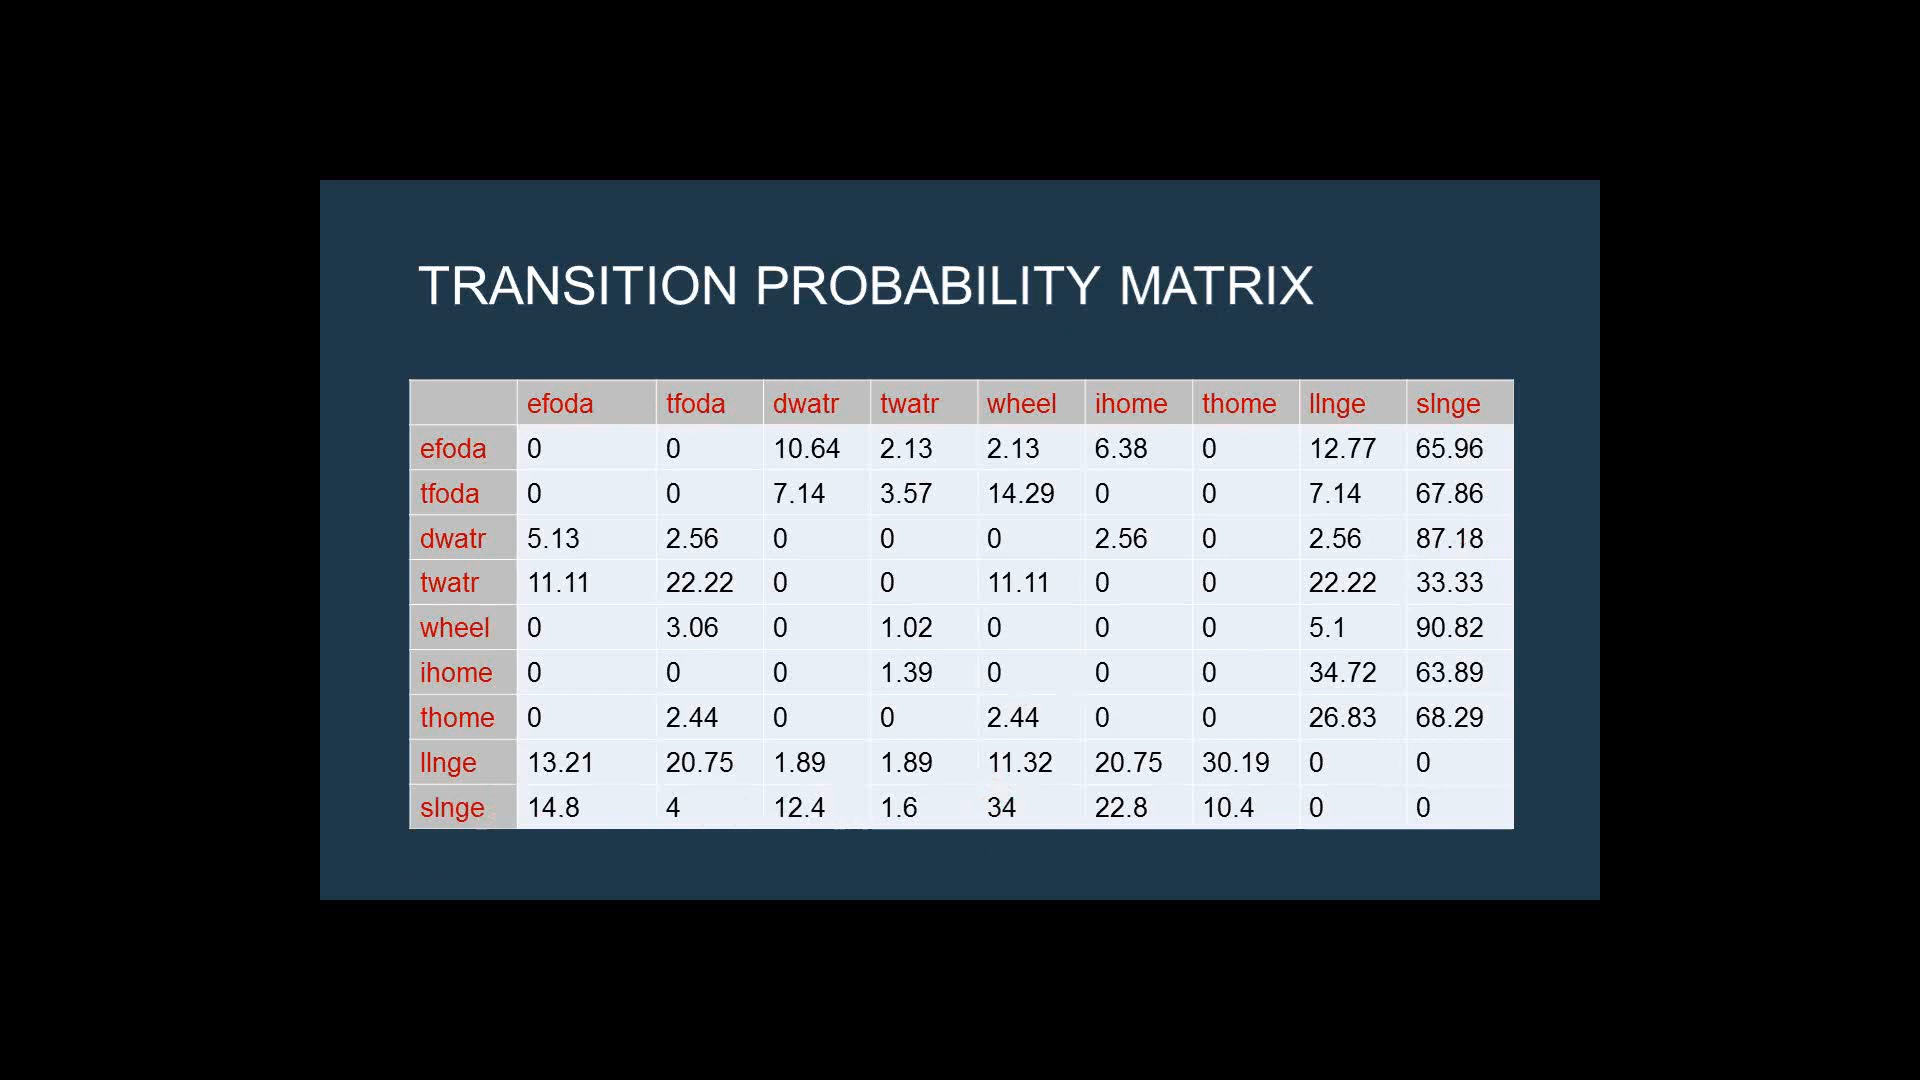 TRANSITION PROBABILITY MATRIX
efoda tfoda dwatr twatr wheel ihome thome llnge slnge
efoda 0 0 10.64 2.13 2.13 6.38 0 12.77 65.96
tfoda 0 0 7.14 3.57 14.29 0 0 7.14 67.86
dwatr 5.13 2.56 0 0 0 2.56 0 2.56 87.18
twatr 11.11 22.22 0 0 11.11 0 0 22.22 33.33
wheel 0 3.06 0 1.02 0 0 0 5.1 90.82
ihome 0 0 0 1.39 0 0 0 34.72 63.89
thome 0 2.44 0 0 2.44 0 0 26.83 68.29
llnge 13.21 20.75 1.89 1.89 11.32 20.75 30.19 0 0
slnge 14.8 4 12.4 1.6 34 22.8 10.4 0 0